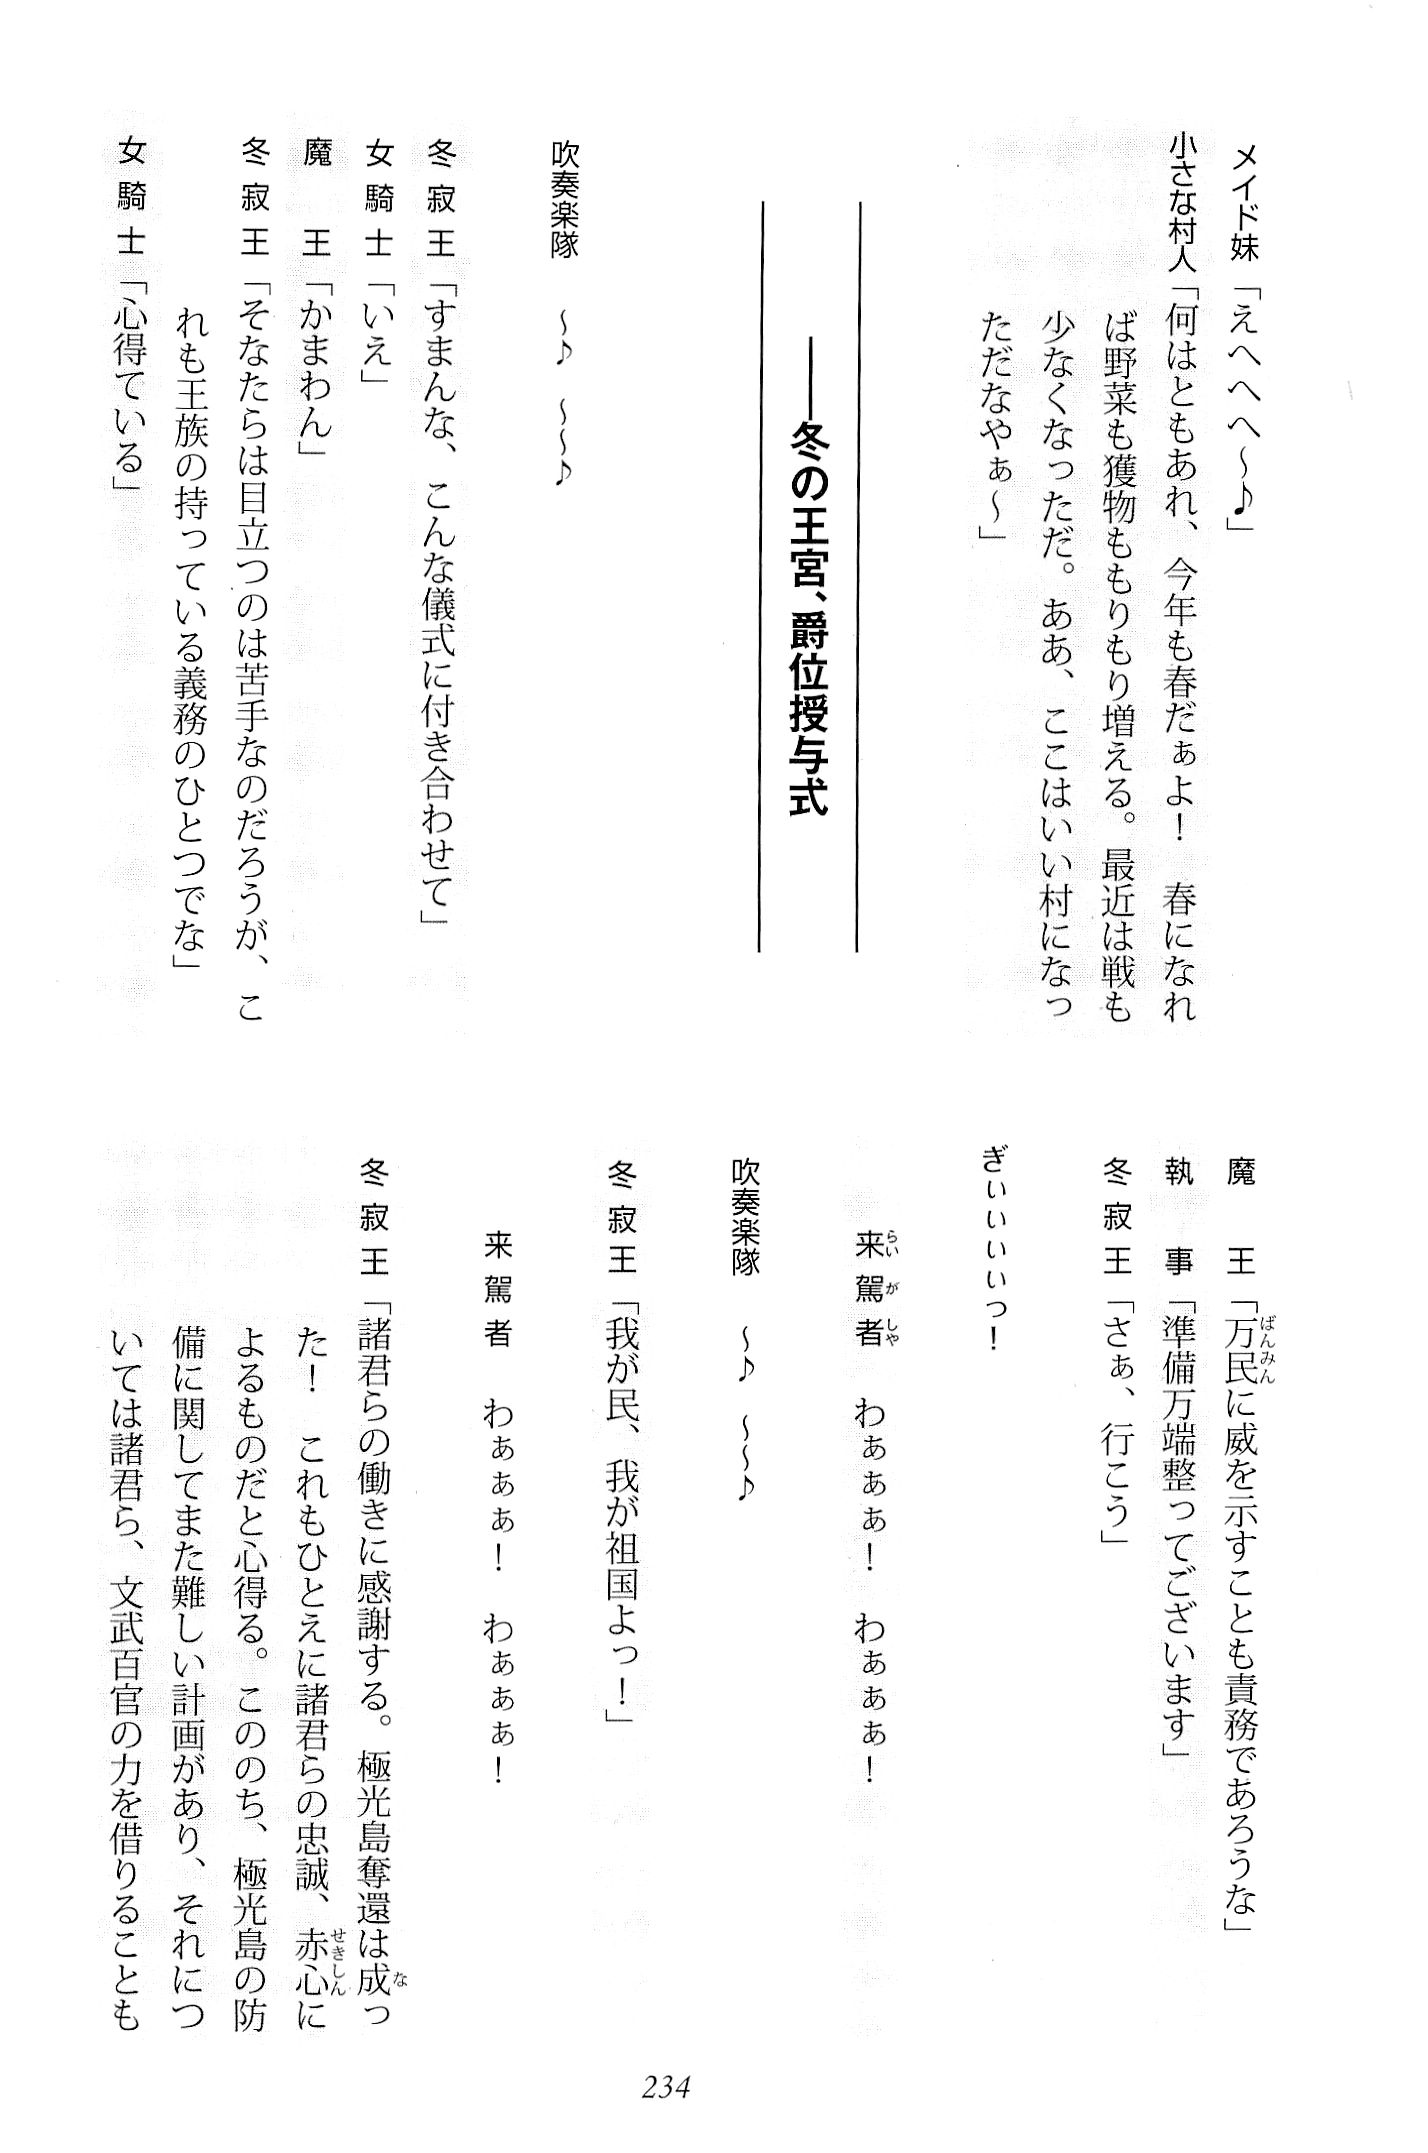 メイド妹「えへへへ～♪」
小さな村人「何はともあれ、今年も春だぁよ！　春になれ
ば野菜も獲物ももりもり増える。最近は戦も
少なくなっただ。ああ、ここはいい村になっ
ただなやぁ～」
――冬の王宮、爵位授与式
吹奏楽隊　～♪　～～♪
冬寂王「すまんな、こんな儀式に付き合わせて」
女騎士「いえ」
魔　王「かまわん」
冬寂王「そなたらは目立つのは苦手なのだろうが、こ
れも王族の持っている義務のひとつでな」
女騎士「心得ている」
魔　王「万民に威を示すことも責務であろうな」
執　事「準備万端整ってございます」
冬寂王「さぁ、行こう」
ぎぃぃぃぃっ！
来駕者　わぁぁぁ！　わぁぁぁ！
吹奏楽隊　～♪　～～♪
冬寂王「我が民、我が祖国よっ！」
来駕者　わぁぁぁ！　わぁぁぁ！
冬寂王「諸君らの働きに感謝する。極光島奪還は成っ
た！　これもひとえに諸君らの忠誠、赤心に
よるものだと心得る。こののち、極光島の防
備に関してまた難しい計画があり、それにつ
いては諸君ら、文武百官の力を借りることも
234